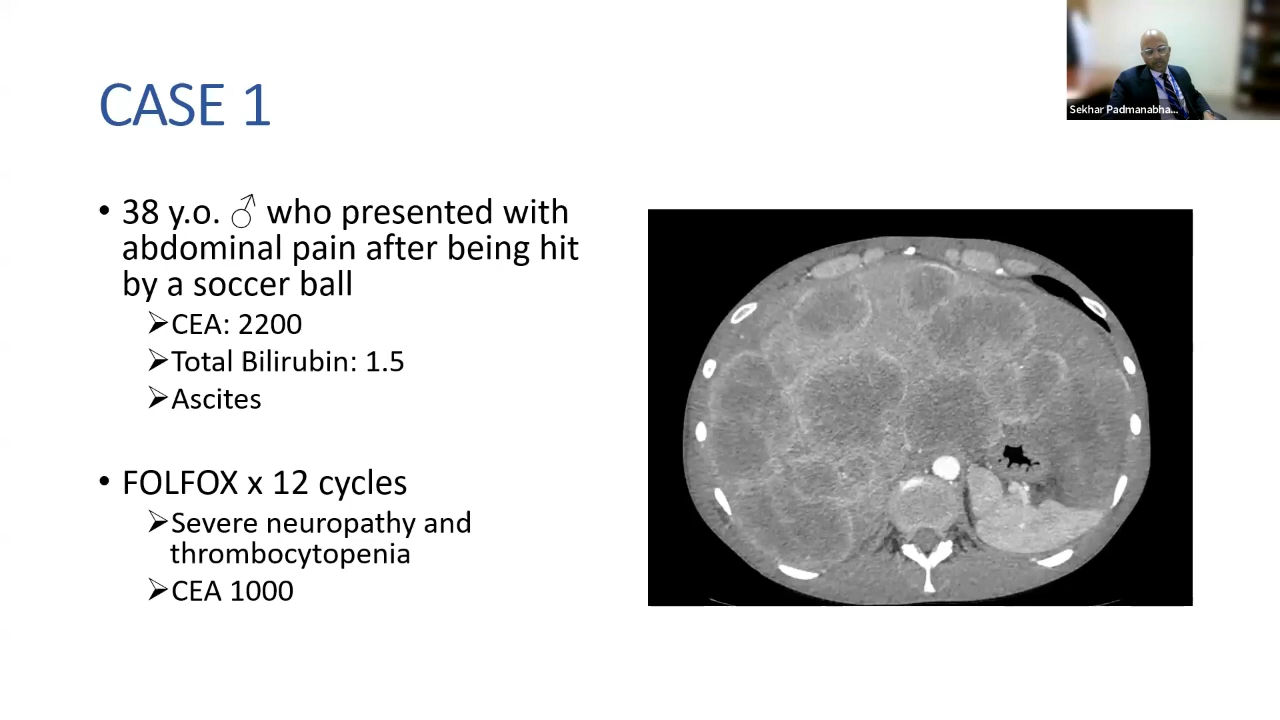 Sekhar Padmanabha...
CASE 1
• 38 y.o. ♂ who presented with
abdominal pain after being hit
by a soccer ball
➢CEA: 2200
➢Total Bilirubin: 1.5
➢Ascites
• FOLFOX x 12 cycles
➢Severe neuropathy and
thrombocytopenia
➢CEA 1000